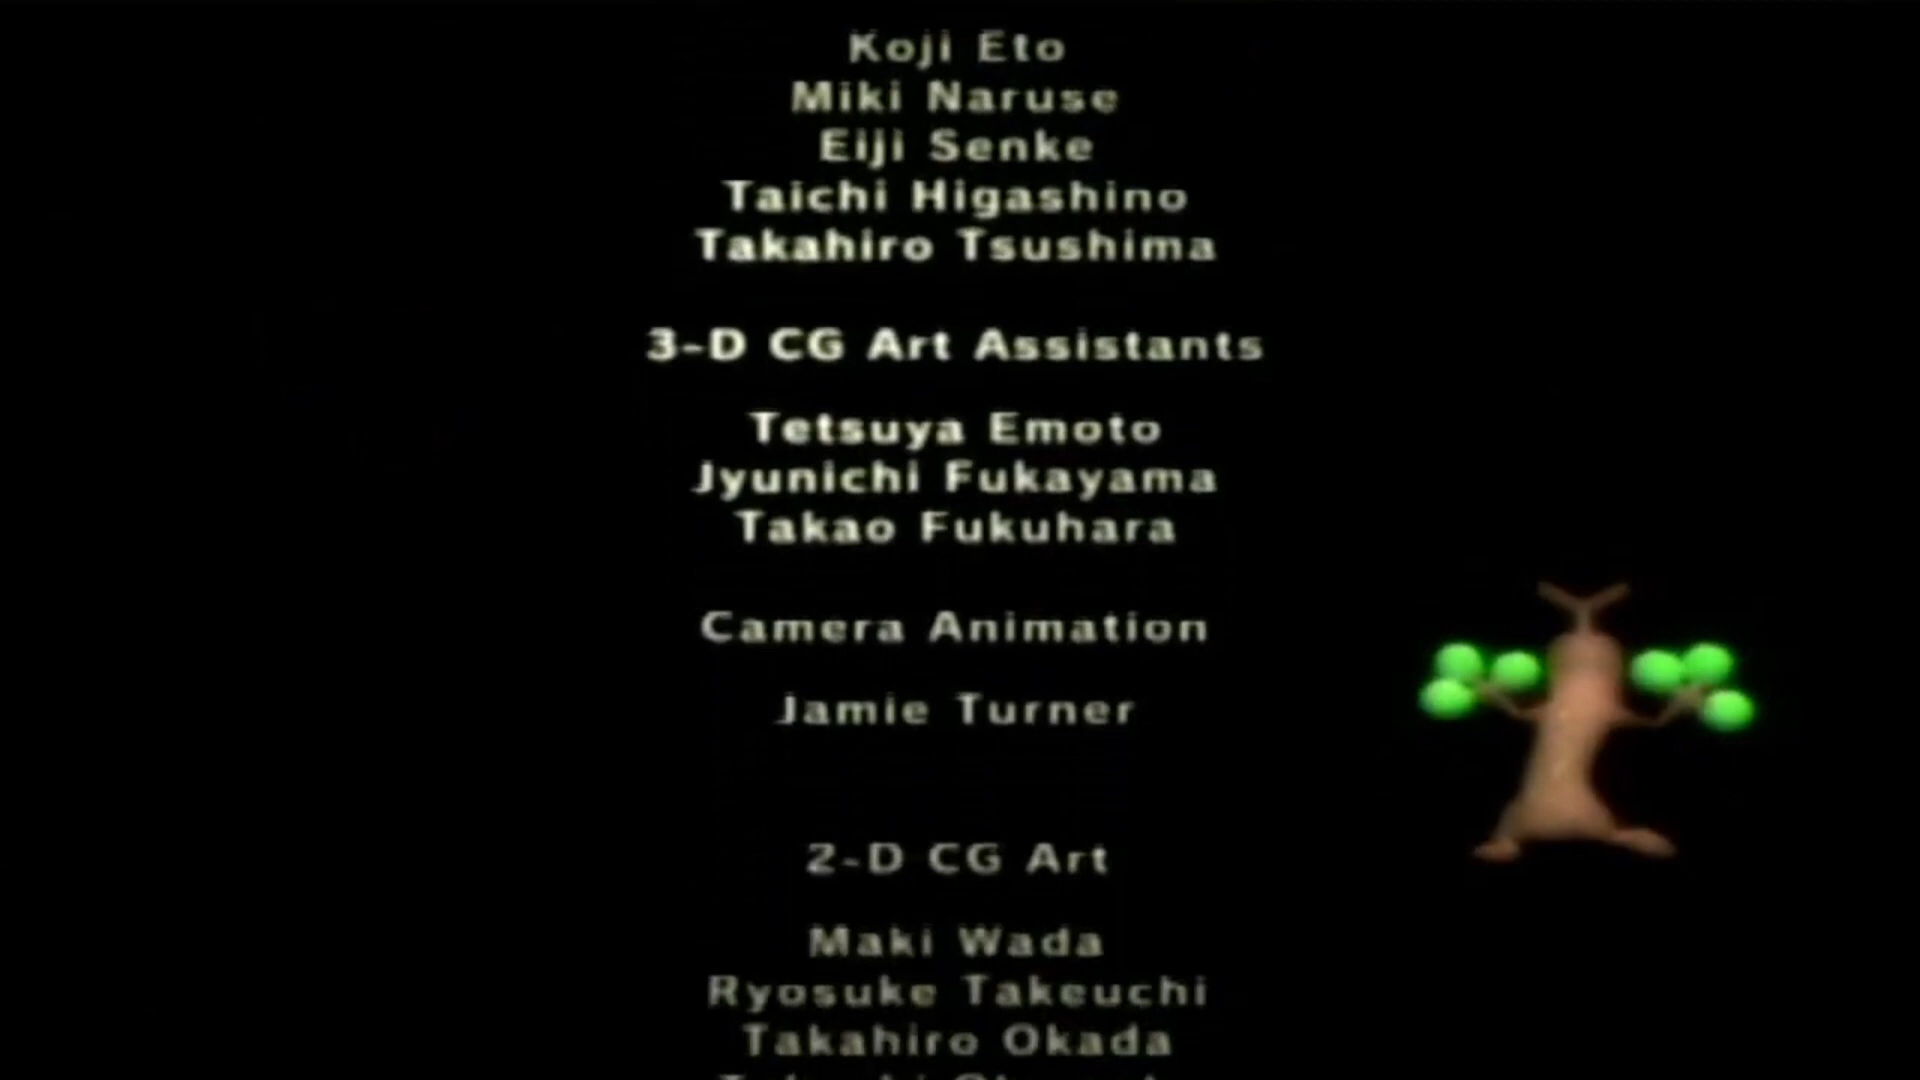 Koji Eto
Miki Naruse
Eiji Senke
Taichi Higashino
Takahiro Tsushima
3-D CG Art Assistants
Tetsuya Emoto
Jyunichi Fukayama
Takao Fukuhara
Camera Animation
Jamie Turner
2-D CG Art
Maki Wada
Ryosuke Takeuchi
Takahiro Okada